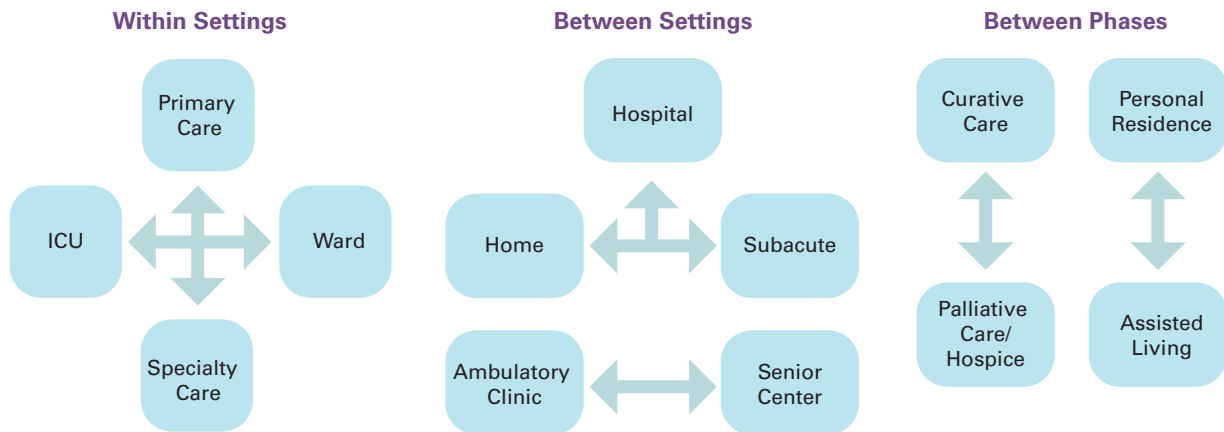 Within Settings
Primary
Care
ICU
Ward
Specialty
Care
Between Settings
Hospital
Home
Subacute
Ambulatory
Clinic
Senior
Center
Between Phases
Curative
Care
Personal
Residence
Palliative
Care/
Hospice
Assisted
Living